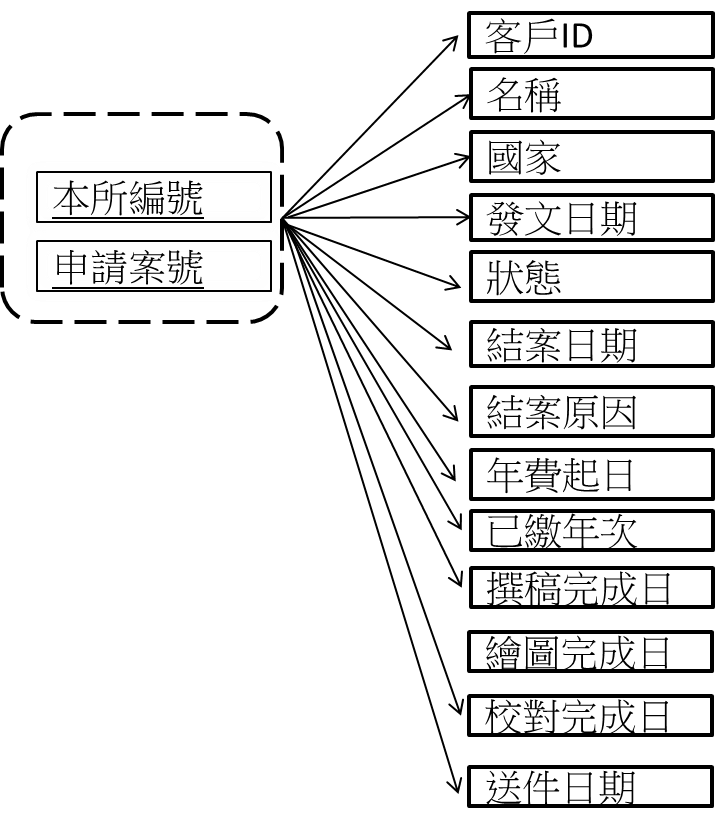 本所編號
申請案號
客戶ID
名稱
國家
發文日期
狀態
結案日期
結案原因
年費起日
已繳年次
撰稿完成日
繪圖完成日
校對完成日
送件日期